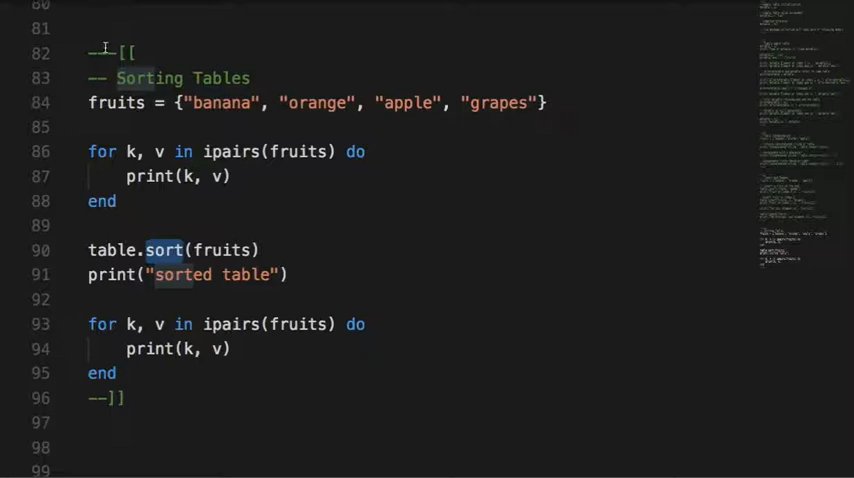 80
81
82 ---[[
83 -- Sorting Tables
84 fruits = {"banana", "orange", "apple", "grapes"}
85
86 for k, v in ipairs(fruits) do
87 print(k, v)
88 end
89
90 table.sort(fruits)
91 print("sorted table")
92
93 for k, v in ipairs(fruits) do
94 print(k, v)
95 end
96 --]]
97
98
99